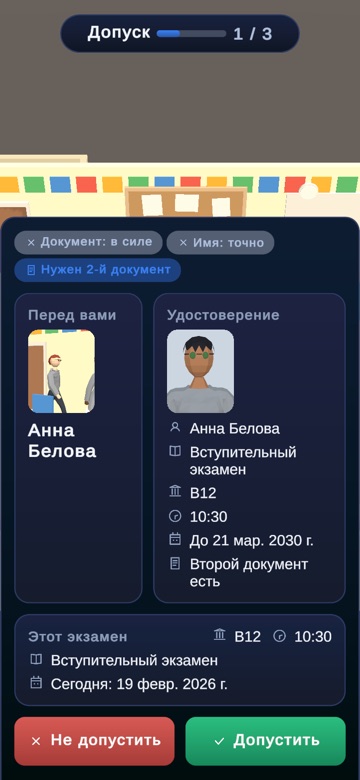 Допуск 1 / 3
Документ: в силе
Имя: точно
Нужен 2-й документ
Перед вами
Анна
Белова
Удостоверение
Анна Белова
Вступительный
экзамен
B12
10:30
До 21 мар. 2030 г.
Второй документ
есть
Этот экзамен B12 10:30
Вступительный экзамен
Сегодня: 19 февр. 2026 г.
Не допустить
Допустить